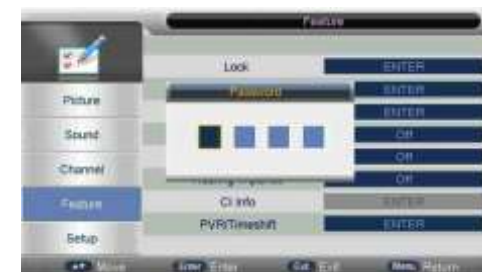 Feature
Lock ENTER
Password
ENTER
Picture
ENTER
Sound
Off
Channel
Off
Off
Feature
CI Info ENTER
PVR/Timeshift ENTER
Setup
Move Enter Enter Exit Exit Menu Return